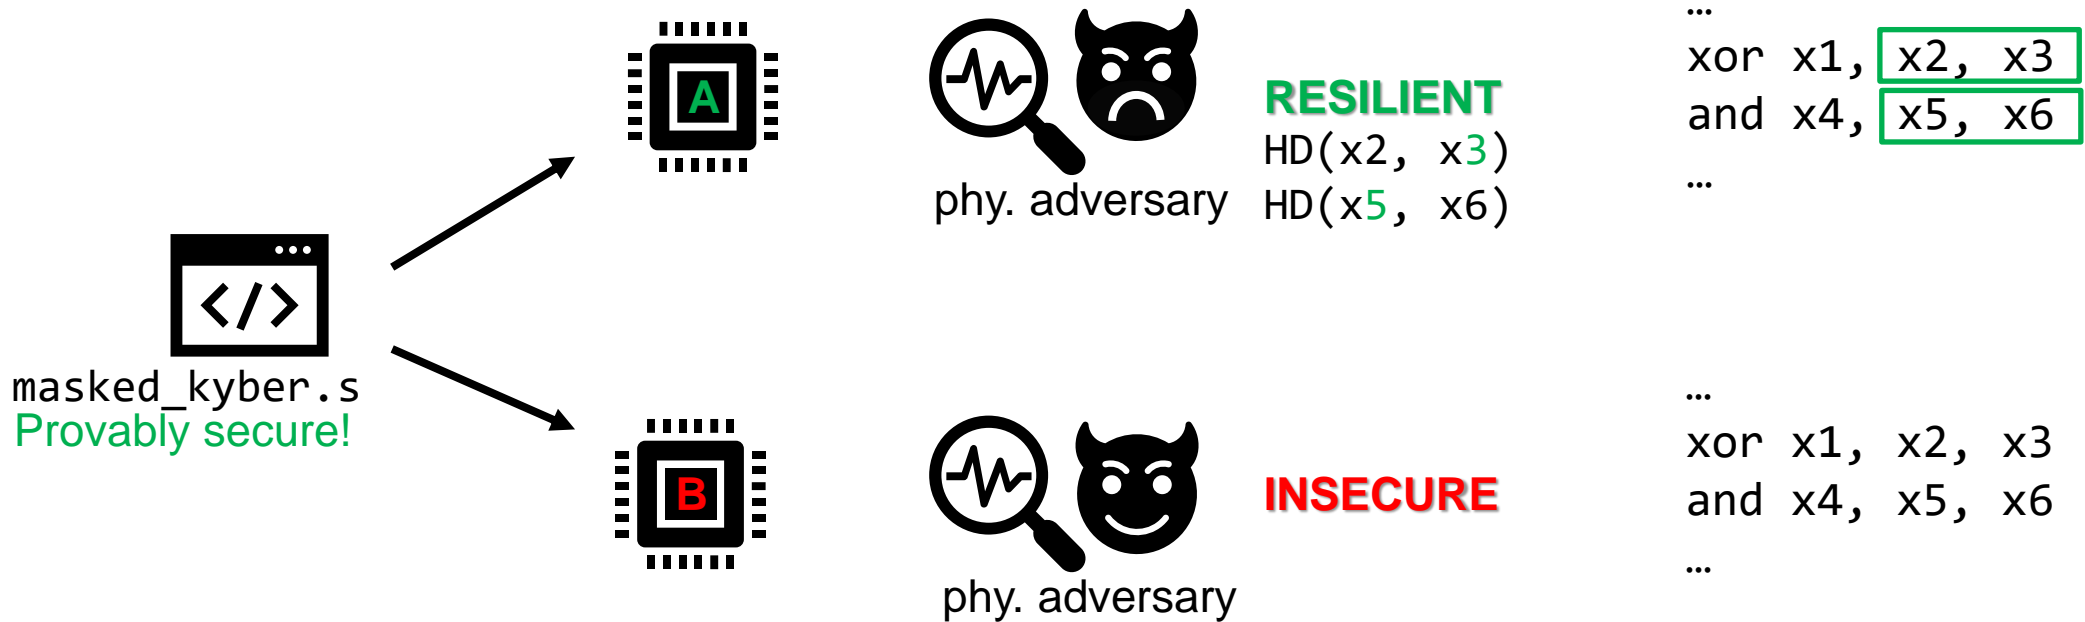 masked_kyber.s
Provably secure!
A
phy. adversary
RESILIENT
HD(x2, x3)
HD(x5, x6)
…
xor x1, x2, x3
and x4, x5, x6
…
B
phy. adversary
INSECURE
…
xor x1, x2, x3
and x4, x5, x6
…